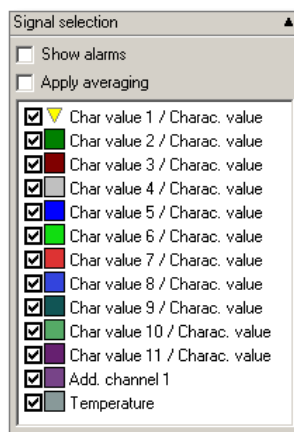 Signal selection
Show alarms
Apply averaging
Char value 1 / Charac. value
Char value 2 / Charac. value
Char value 3 / Charac. value
Char value 4 / Charac. value
Char value 5 / Charac. value
Char value 6 / Charac. value
Char value 7 / Charac. value
Char value 8 / Charac. value
Char value 9 / Charac. value
Char value 10 / Charac. value
Char value 11 / Charac. value
Add. channel 1
Temperature